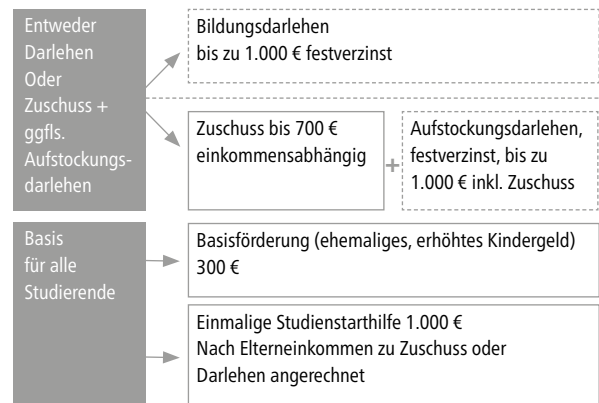 Entweder
Darlehen
Oder
Zuschuss +
ggfls.
Aufstockungs-
darlehen
Bildungsdarlehen
bis zu 1.000 € festverzinst
Zuschuss bis 700 €
einkommensabhängig
+
Aufstockungsdarlehen,
festverzinst, bis zu
1.000 € inkl. Zuschuss
Basis
für alle
Studierende
Basisförderung (ehemaliges, erhöhtes Kindergeld)
300 €
Einmalige Studienstarthilfe 1.000 €
Nach Elterneinkommen zu Zuschuss oder
Darlehen angerechnet